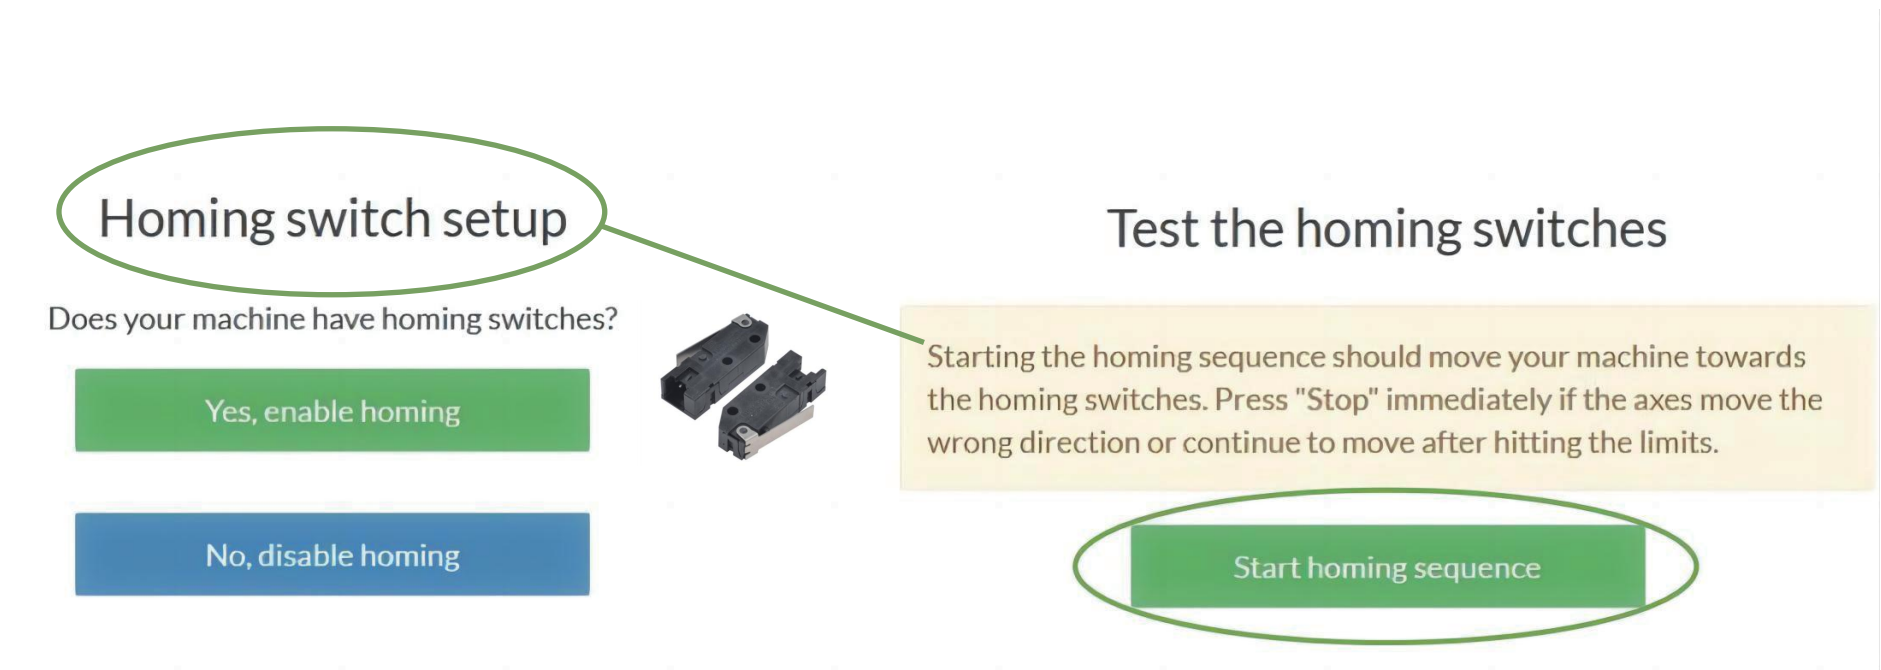 Homing switch setup
Does your machine have homing switches?
Yes, enable homing
No, disable homing
Test the homing switches
Starting the homing sequence should move your machine towards
the homing switches. Press "Stop" immediately if the axes move the
wrong direction or continue to move after hitting the limits.
Start homing sequence